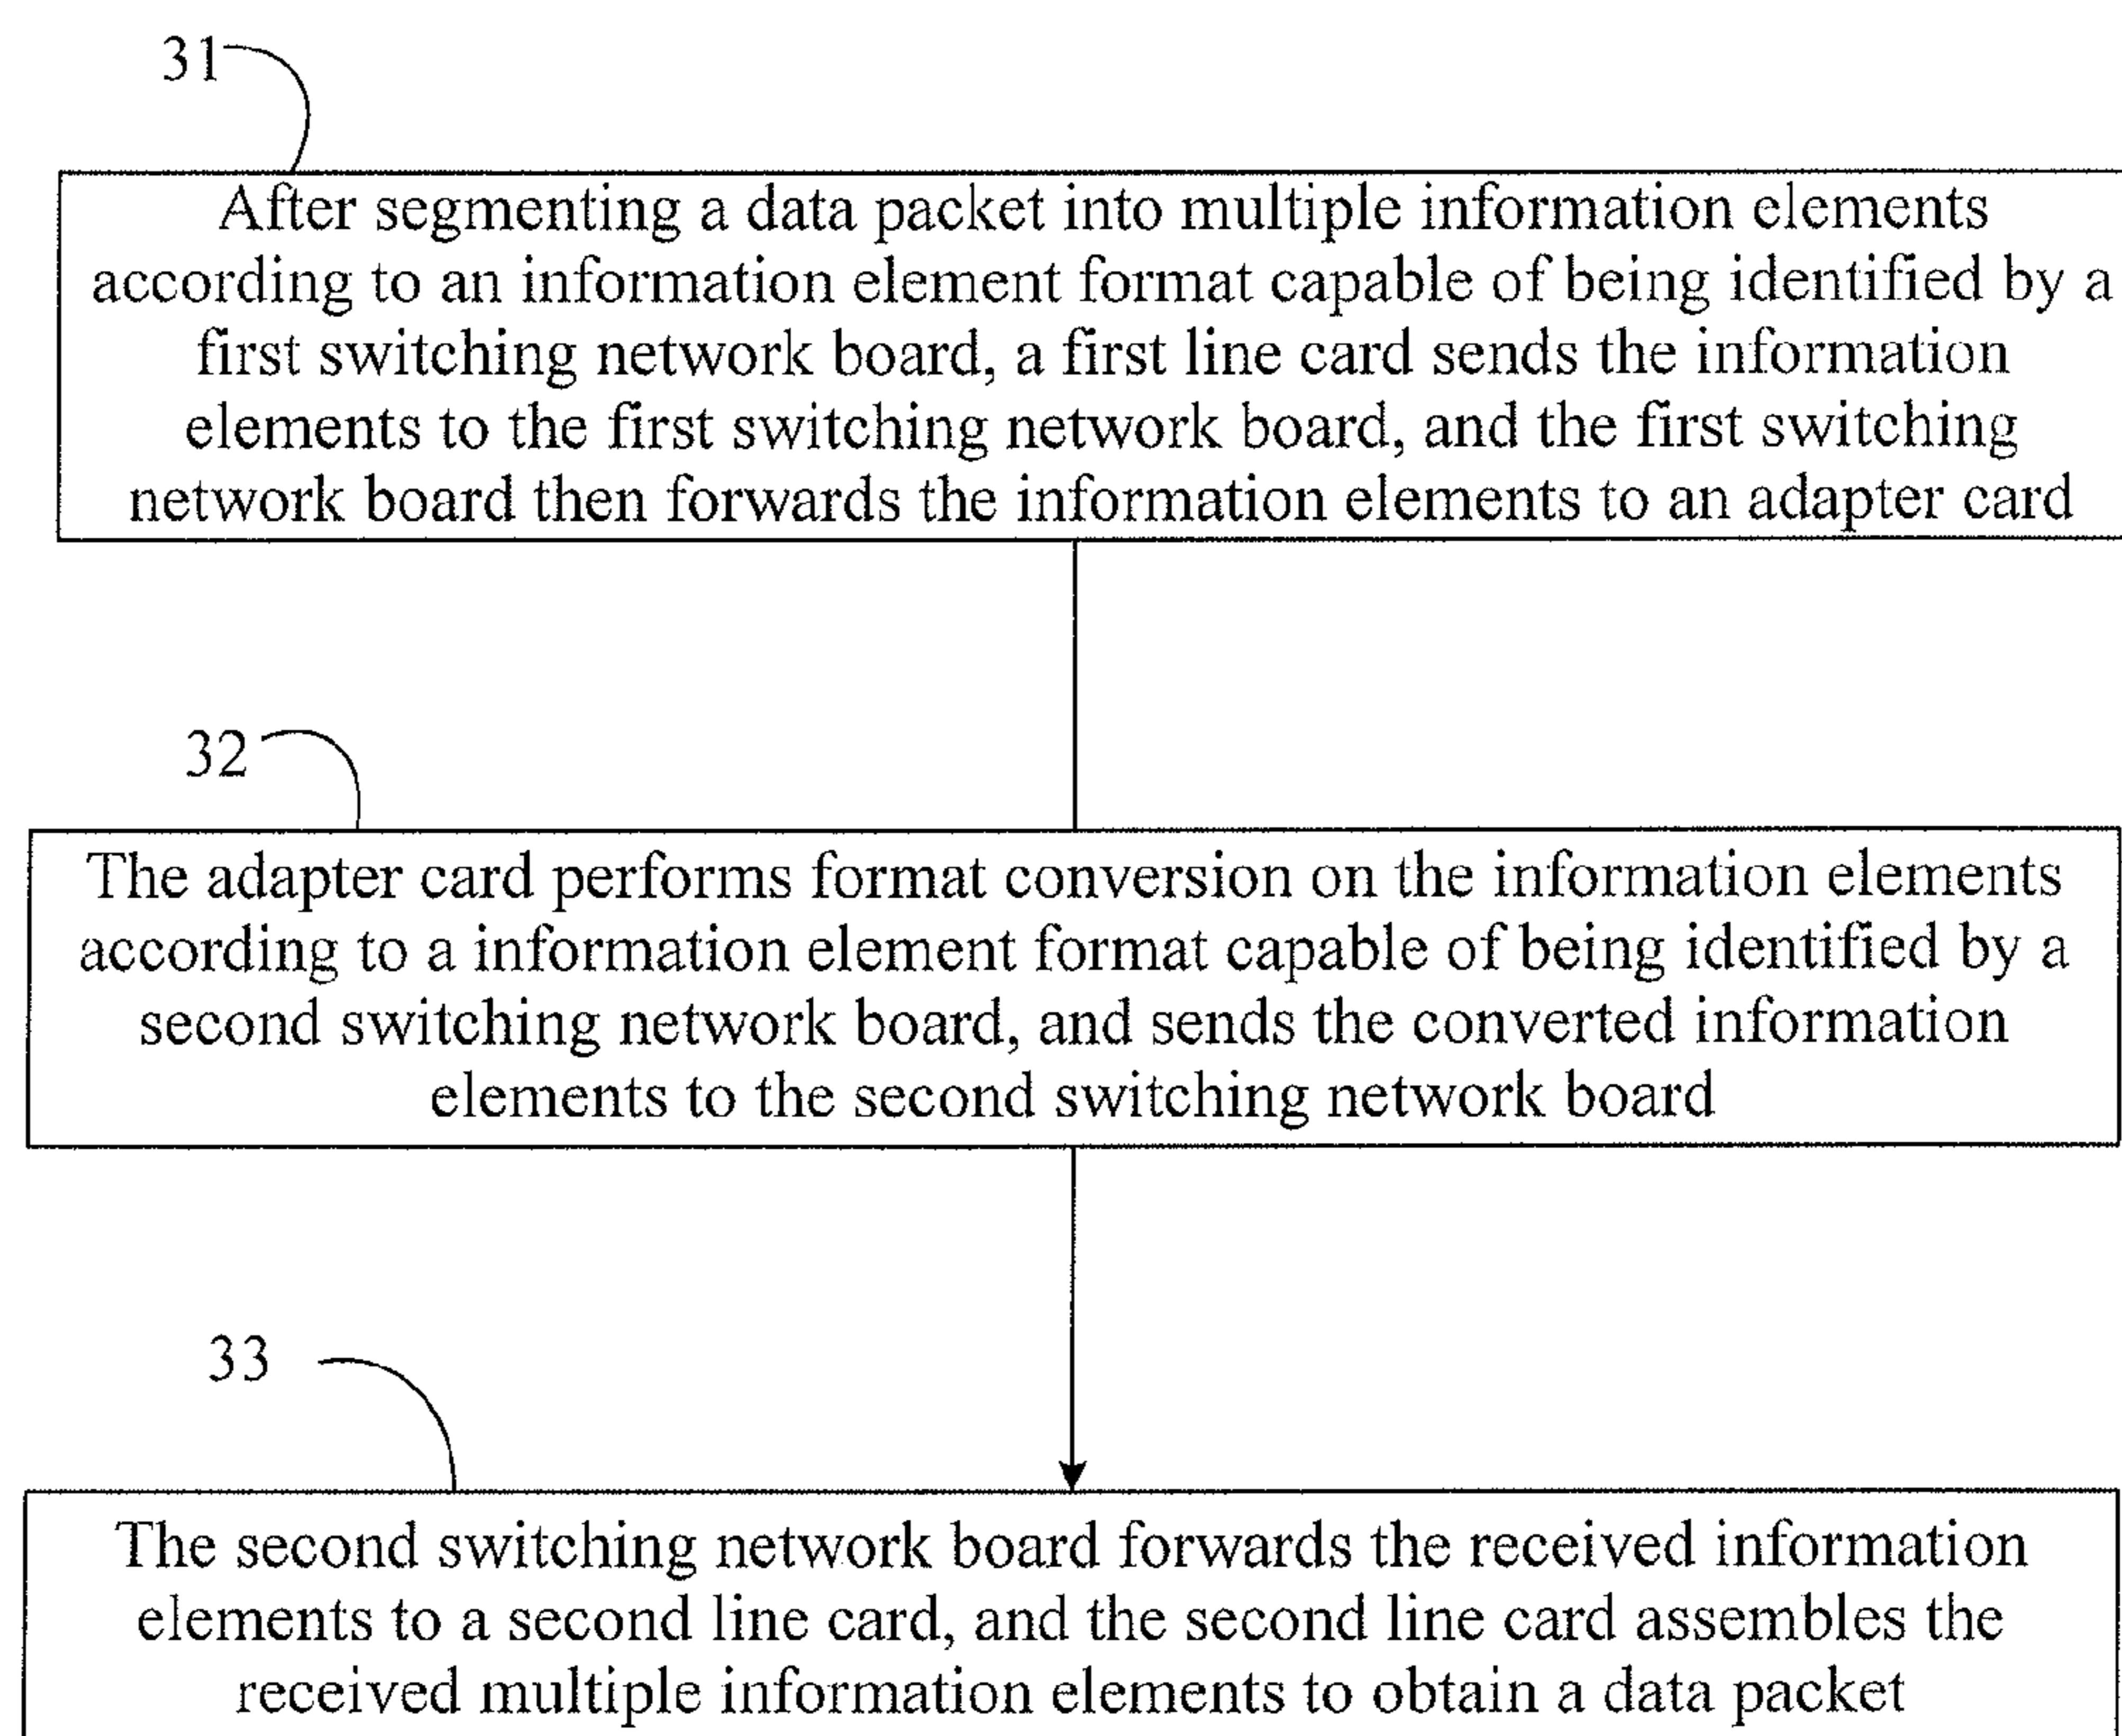 31
After segmenting a data packet into multiple information elements
according to an information element format capable of being identified by a
first switching network board, a first line card sends the information
elements to the first switching network board, and the first switching
network board then forwards the information elements to an adapter card
32
The adapter card performs format conversion on the information elements
according to a information element format capable of being identified by a
second switching network board, and sends the converted information
elements to the second switching network board
33
The second switching network board forwards the received information
elements to a second line card, and the second line card assembles the
received multiple information elements to obtain a data packet